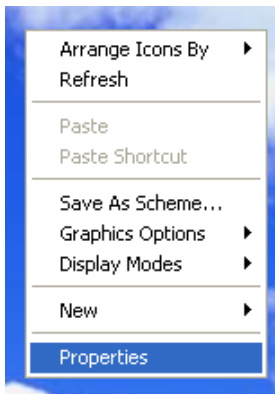 Arrange Icons By
Refresh
Paste
Paste Shortcut
Save As Scheme...
Graphics Options
Display Modes
New
Properties